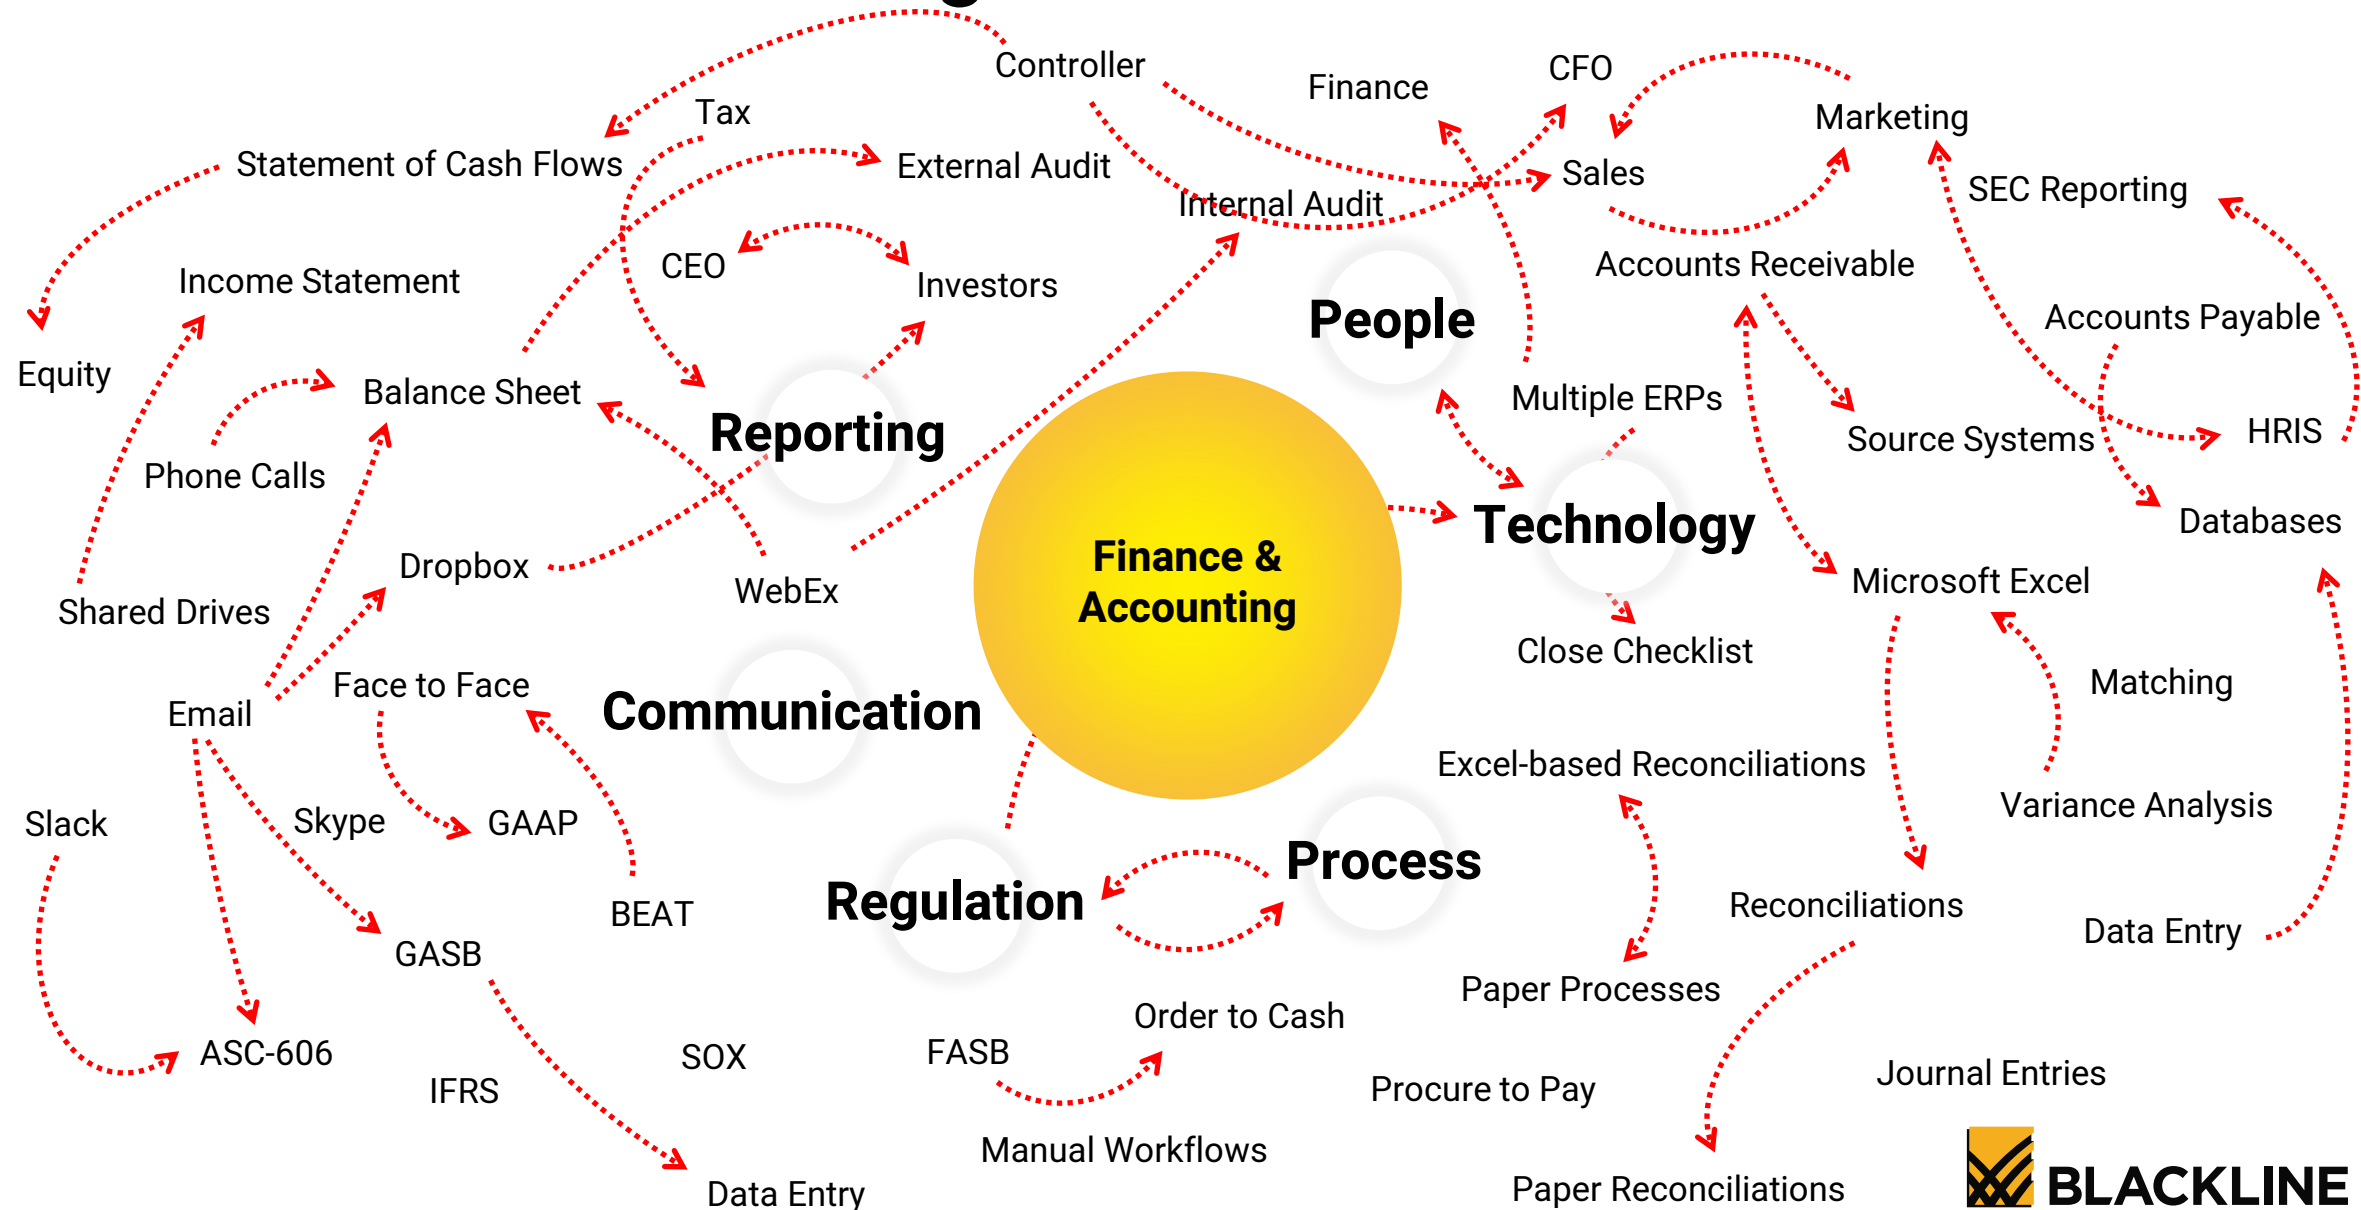 Controller
Finance
CFO
Tax
Marketing
Statement of Cash Flows
External Audit
Sales
Internal Audit
SEC Reporting
CEO
Investors
Income Statement
Accounts Receivable
People
Accounts Payable
Equity
Balance Sheet
Multiple ERPs
Reporting
Source Systems
HRIS
Phone Calls
Technology
Databases
Dropbox
WebEx
Finance &
Accounting
Microsoft Excel
Shared Drives
Close Checklist
Face to Face
Matching
Email
Communication
Excel-based Reconciliations
Variance Analysis
Slack
Skype
GAAP
Process
Regulation
BEAT
Reconciliations
Data Entry
GASB
Paper Processes
Order to Cash
ASC-606
SOX
FASB
IFRS
Procure to Pay
Journal Entries
Manual Workflows
Data Entry
Paper Reconciliations
BLACKLINE